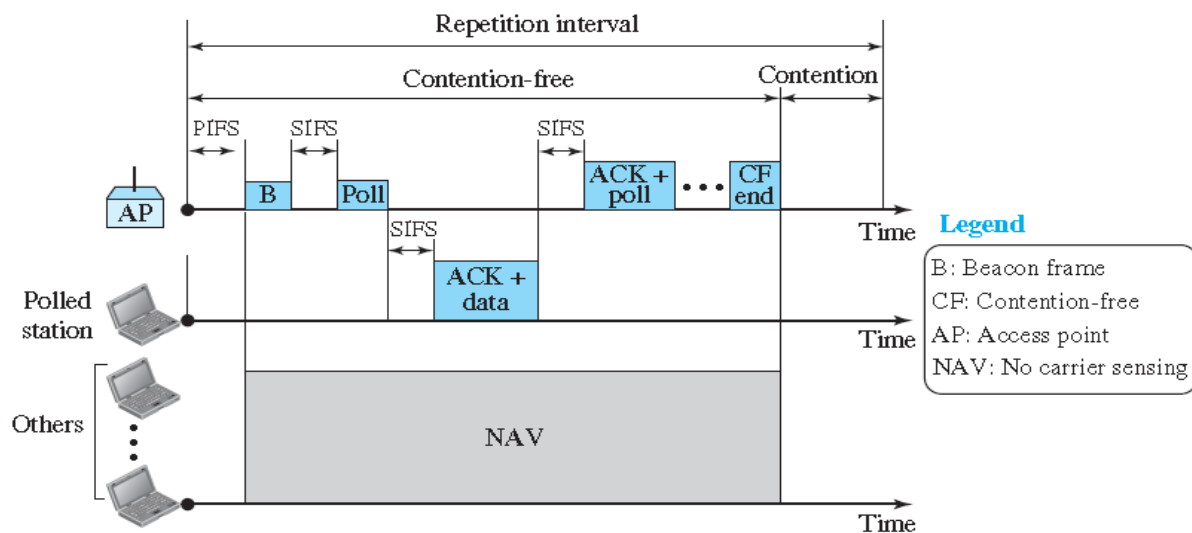 Repetition interval
Contention-free
Contention
PIFS
SIFS
SIFS
B
Poll
ACK +
poll
CF
end
AP
Time
SIFS
ACK +
data
Polled
station
Time
Others
NAV
Time
Legend
B: Beacon frame
CF: Contention-free
AP: Access point
NAV: No carrier sensing